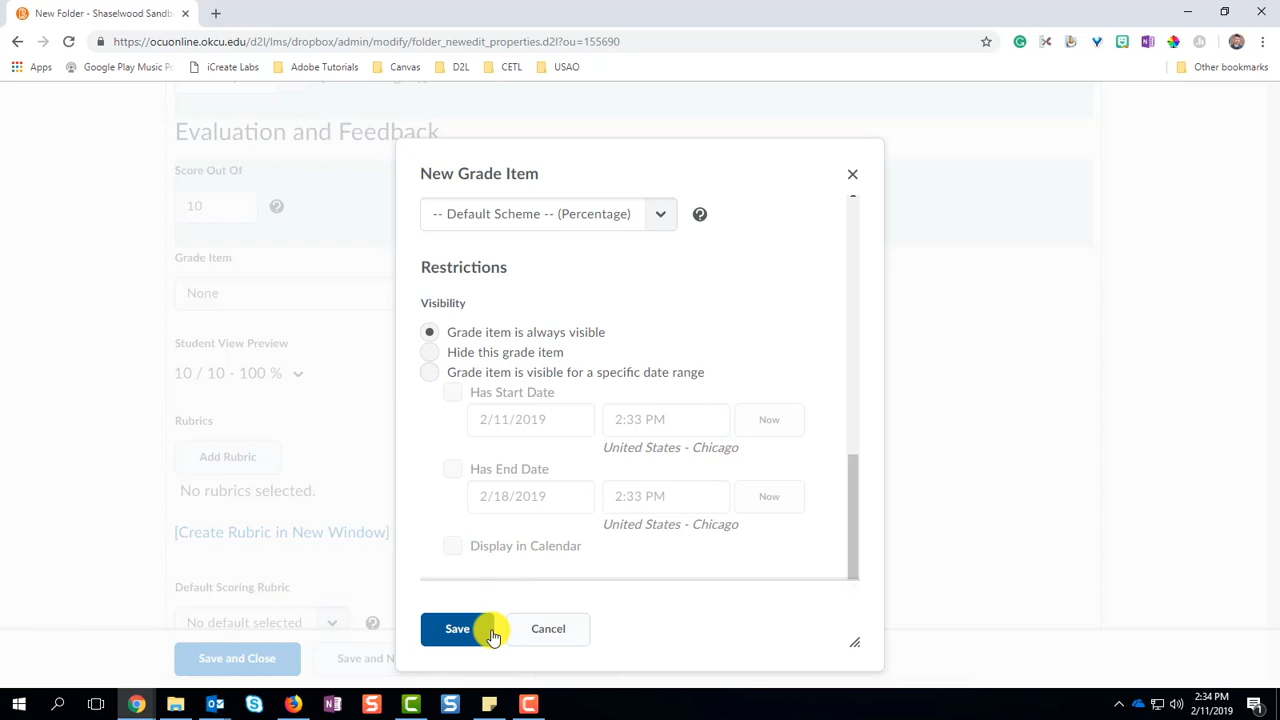 New Folder - Shaselwood Sandb
https://ocuonline.okcu.edu/d2l/lms/dropbox/admin/modify/folder_newedit_properties.d2l?ou=155690
Apps
Google Play Music P
iCreate Labs
Adobe Tutorials
Canvas
D2L
CETL
USAO
Other bookmarks
Evaluation and Feedback
Score Out Of
10
Grade Item
None
Student View Preview
10 / 10 - 100 %
Rubrics
Add Rubric
No rubrics selected.
[Create Rubric in New Window]
Default Scoring Rubric
No default selected
Save and Close
Save and N
New Grade Item
-- Default Scheme -- (Percentage)
Restrictions
Visibility
Grade item is always visible
Hide this grade item
Grade item is visible for a specific date range
Has Start Date
2/11/2019
2:33 PM
Now
United States - Chicago
Has End Date
2/18/2019
2:33 PM
Now
United States - Chicago
Display in Calendar
Save
Cancel
2:34 PM
2/11/2019